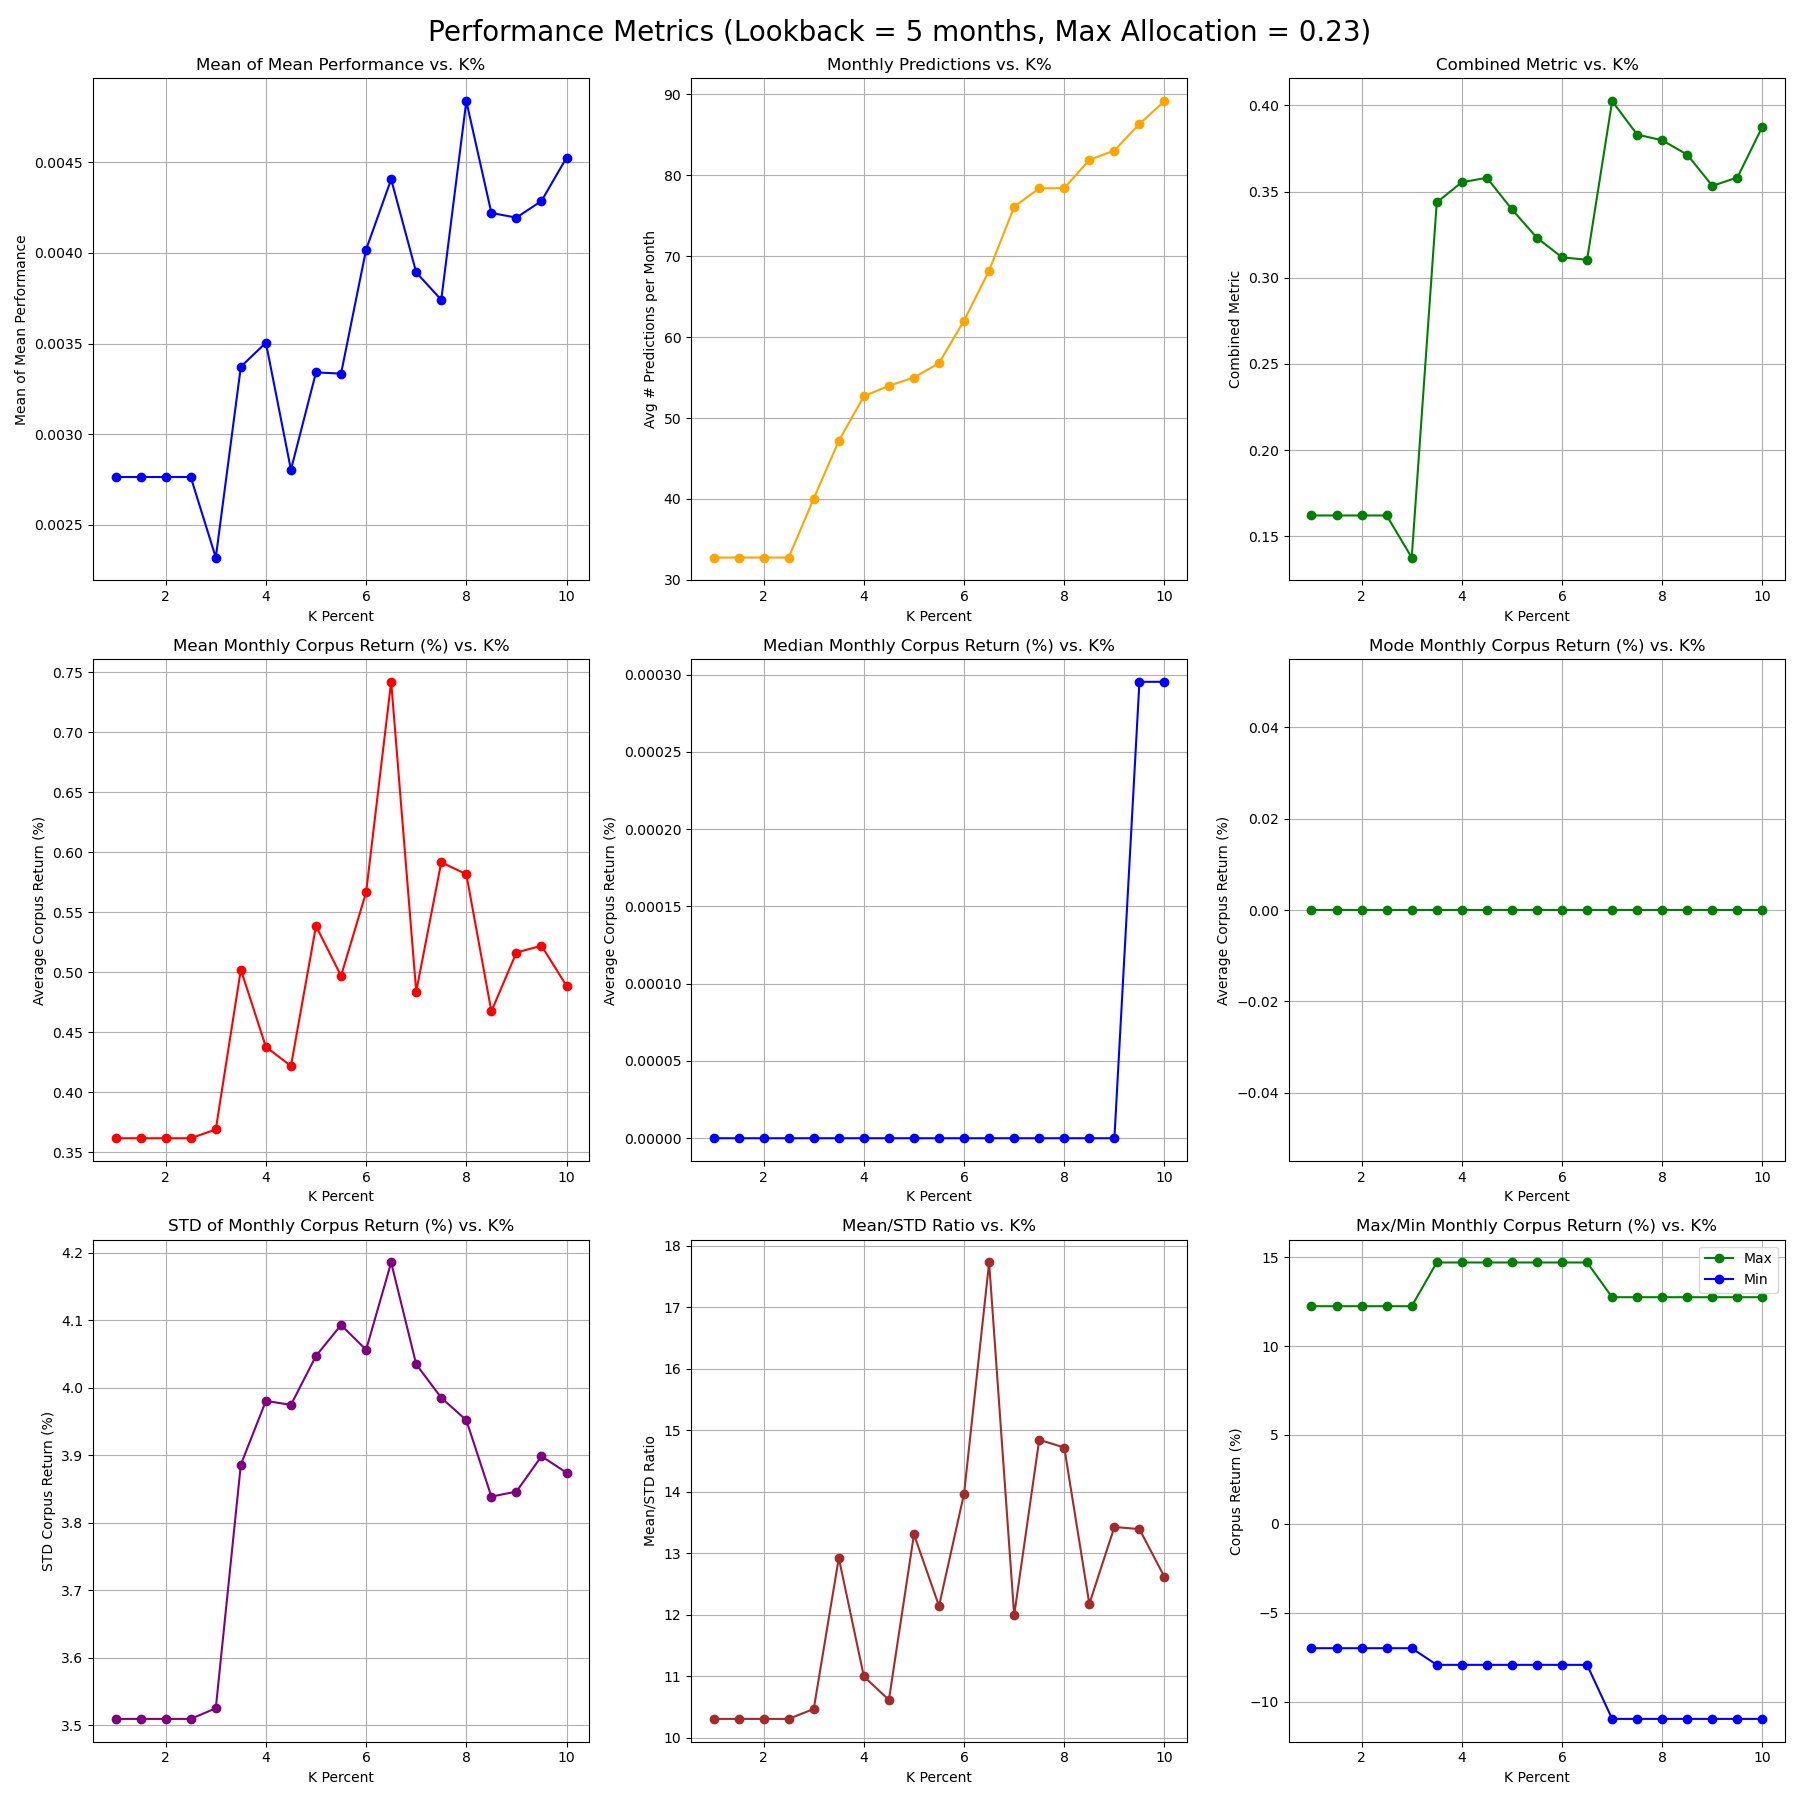 Performance Metrics (Lookback = 5 months, Max Allocation = 0.23)
Mean of Mean Performance vs. K%
Mean of Mean Performance
0.0045
0.0040
0.0035
0.0030
0.0025
2 4 6 8 10
K Percent
Monthly Predictions vs. K%
Avg # Predictions per Month
90
80
70
60
50
40
30
2 4 6 8 10
K Percent
Combined Metric vs. K%
Combined Metric
0.40
0.35
0.30
0.25
0.20
0.15
2 4 6 8 10
K Percent
Mean Monthly Corpus Return (%) vs. K%
Average Corpus Return (%)
0.75
0.70
0.65
0.60
0.55
0.50
0.45
0.40
0.35
2 4 6 8 10
K Percent
Median Monthly Corpus Return (%) vs. K%
Average Corpus Return (%)
0.00030
0.00025
0.00020
0.00015
0.00010
0.00005
0.00000
2 4 6 8 10
K Percent
Mode Monthly Corpus Return (%) vs. K%
Average Corpus Return (%)
0.04
0.02
0.00
−0.02
−0.04
2 4 6 8 10
K Percent
STD of Monthly Corpus Return (%) vs. K%
STD Corpus Return (%)
4.2
4.1
4.0
3.9
3.8
3.7
3.6
3.5
2 4 6 8 10
K Percent
Mean/STD Ratio vs. K%
Mean/STD Ratio
18
17
16
15
14
13
12
11
10
2 4 6 8 10
K Percent
Max/Min Monthly Corpus Return (%) vs. K%
Corpus Return (%)
15
10
5
0
−5
−10
Max
Min
2 4 6 8 10
K Percent